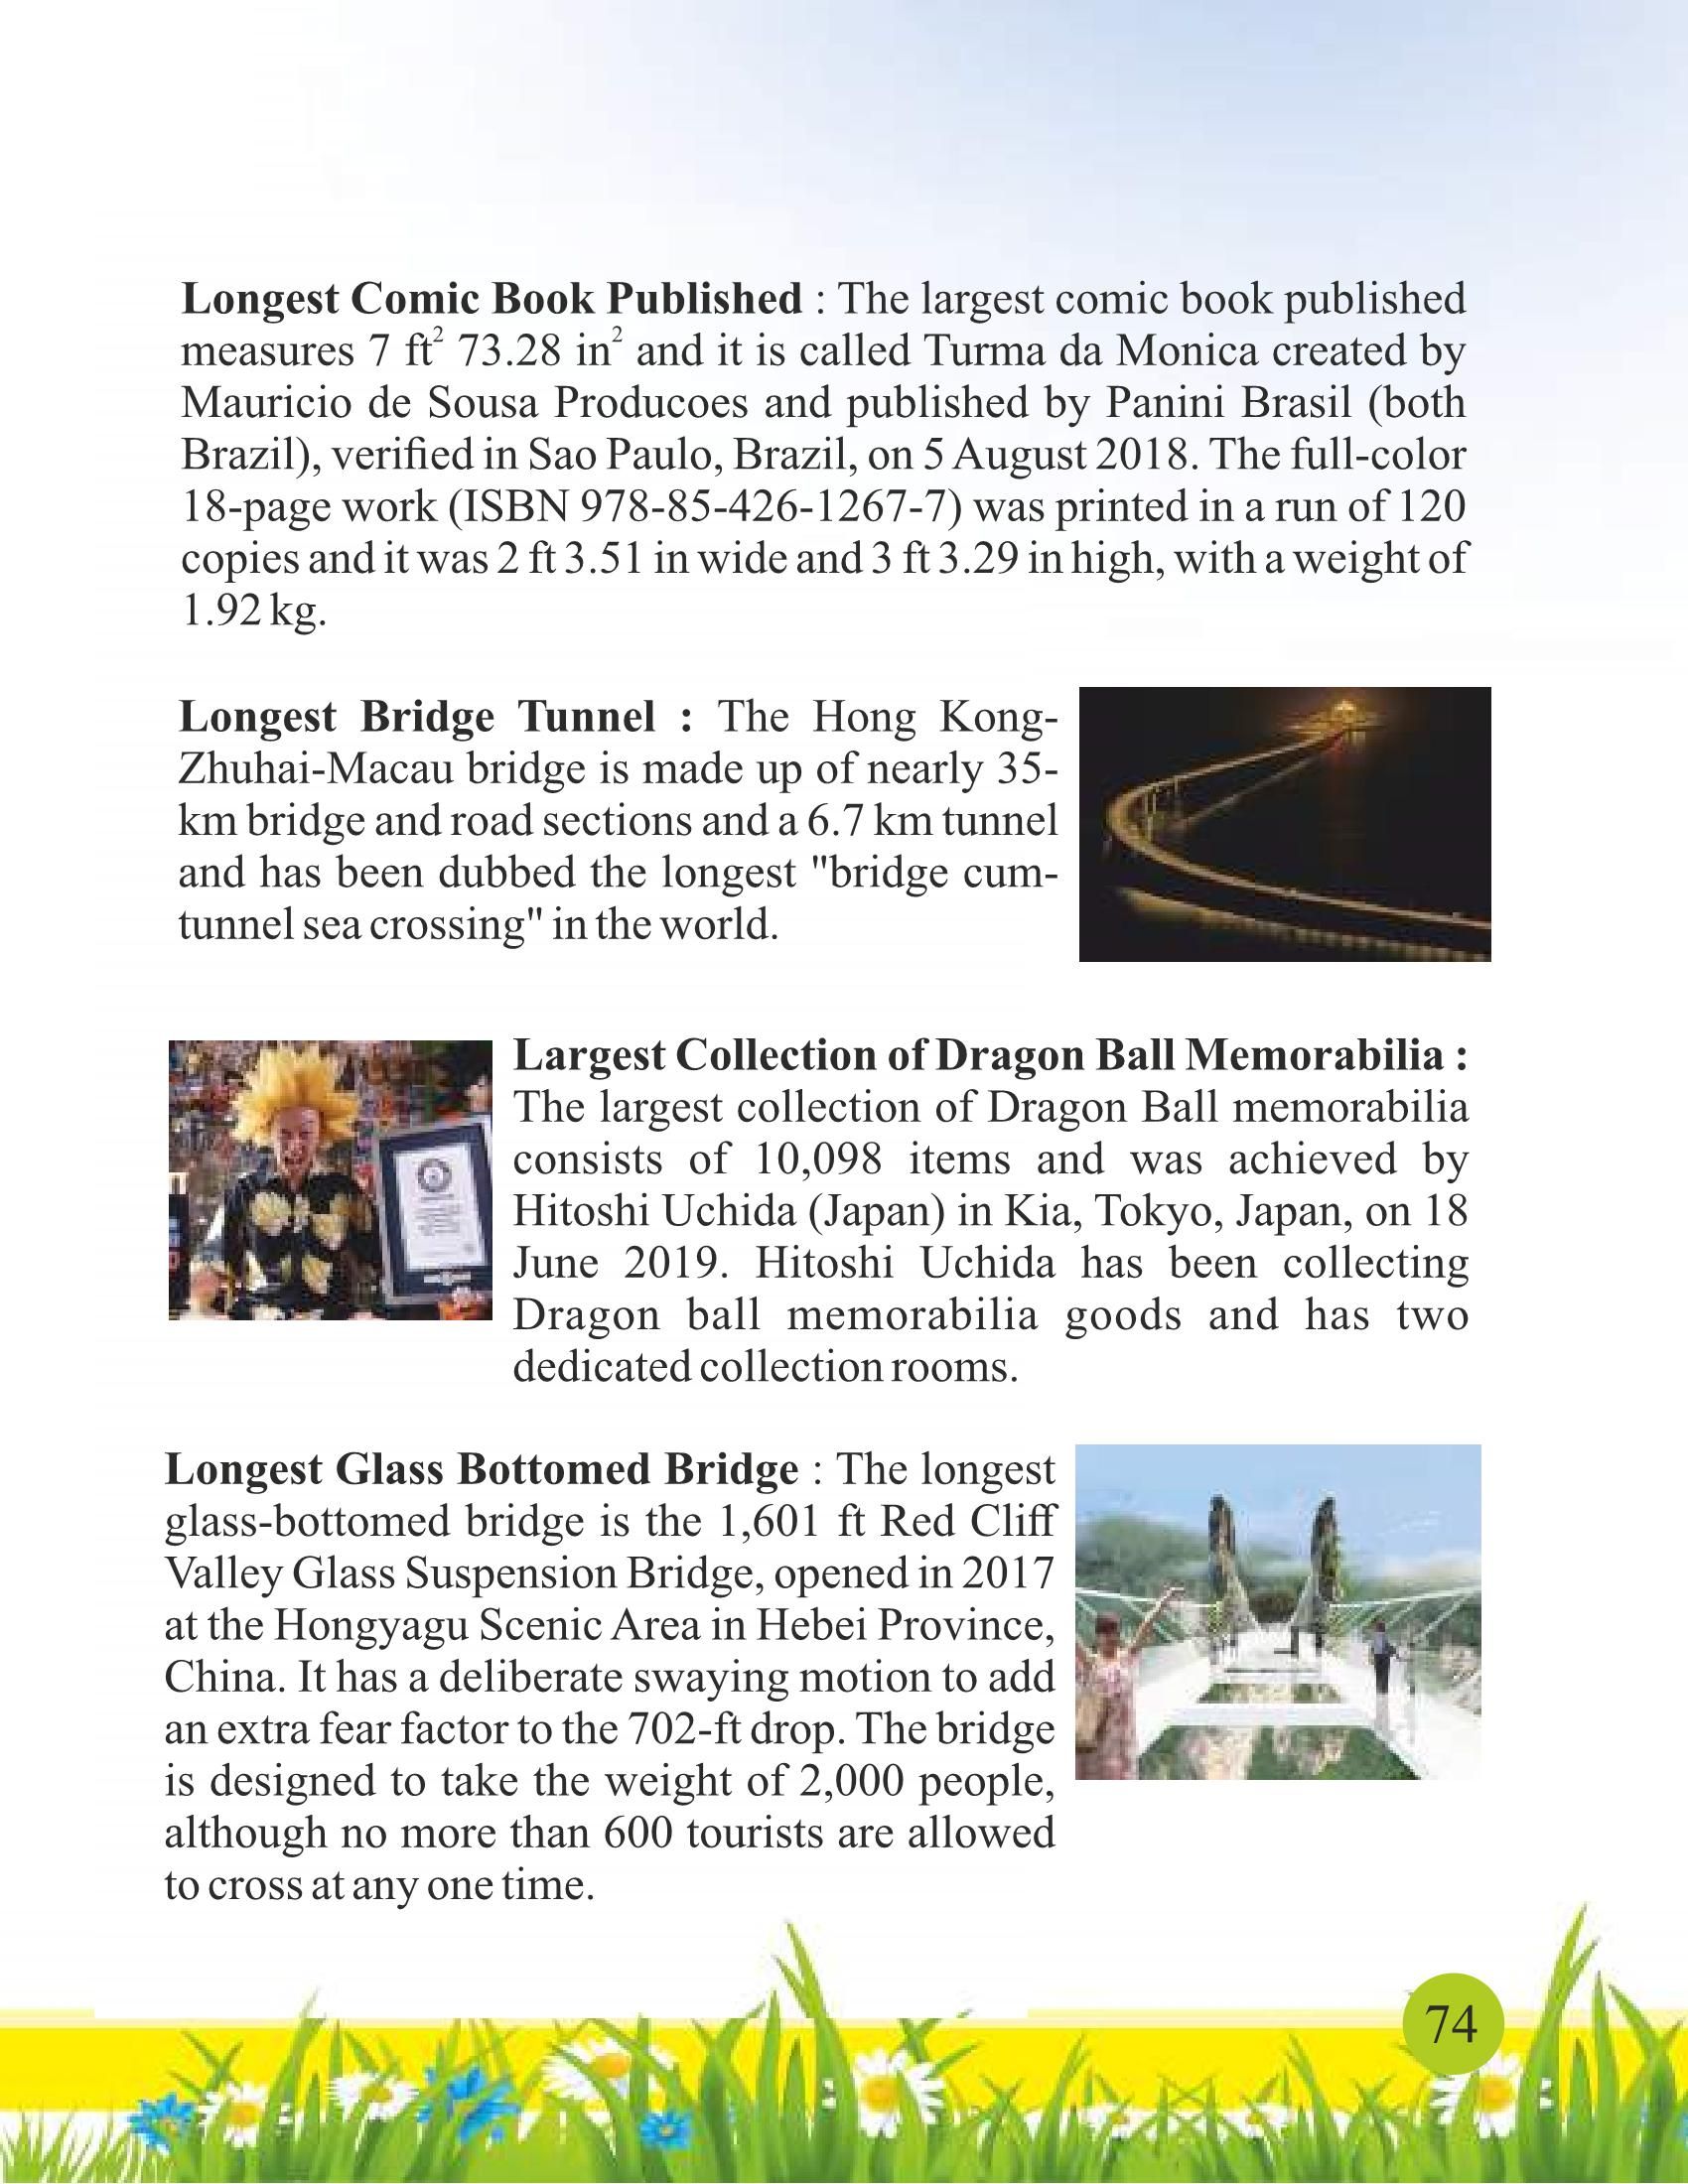 Longest Comic Book Published : The largest comic book published
measures 7 ft² 73.28 in² and it is called Turma da Monica created by
Mauricio de Sousa Producoes and published by Panini Brasil (both
Brazil), verified in Sao Paulo, Brazil, on 5 August 2018. The full-color
18-page work (ISBN 978-85-426-1267-7) was printed in a run of 120
copies and it was 2 ft 3.51 in wide and 3 ft 3.29 in high, with a weight of
1.92 kg.
Longest Bridge Tunnel : The Hong Kong-
Zhuhai-Macau bridge is made up of nearly 35-
km bridge and road sections and a 6.7 km tunnel
and has been dubbed the longest "bridge cum-
tunnel sea crossing" in the world.
Largest Collection of Dragon Ball Memorabilia :
The largest collection of Dragon Ball memorabilia
consists of 10,098 items and was achieved by
Hitoshi Uchida (Japan) in Kia, Tokyo, Japan, on 18
June 2019. Hitoshi Uchida has been collecting
Dragon ball memorabilia goods and has two
dedicated collection rooms.
Longest Glass Bottomed Bridge : The longest
glass-bottomed bridge is the 1,601 ft Red Cliff
Valley Glass Suspension Bridge, opened in 2017
at the Hongyagu Scenic Area in Hebei Province,
China. It has a deliberate swaying motion to add
an extra fear factor to the 702-ft drop. The bridge
is designed to take the weight of 2,000 people,
although no more than 600 tourists are allowed
to cross at any one time.
74